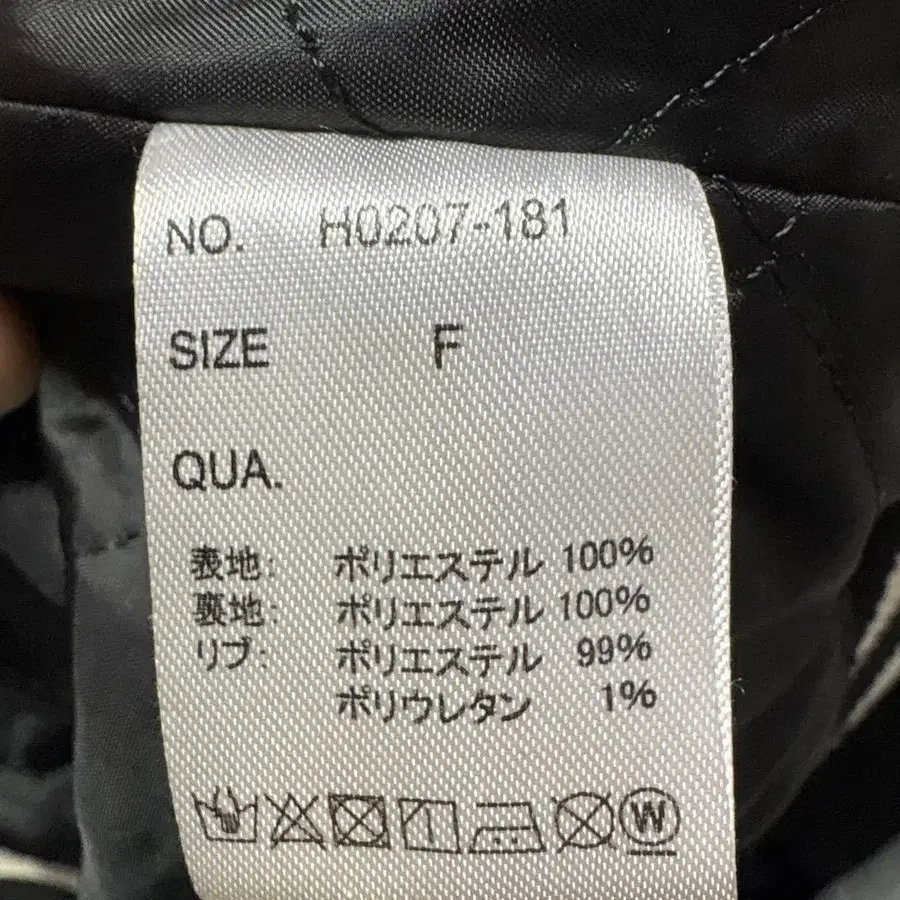 NO. H0207-181
SIZE F
QUA.
表地: ポリエステル 100%
裏地: ポリエステル 100%
リブ: ポリエステル 99%
ポリウレタン 1%
W